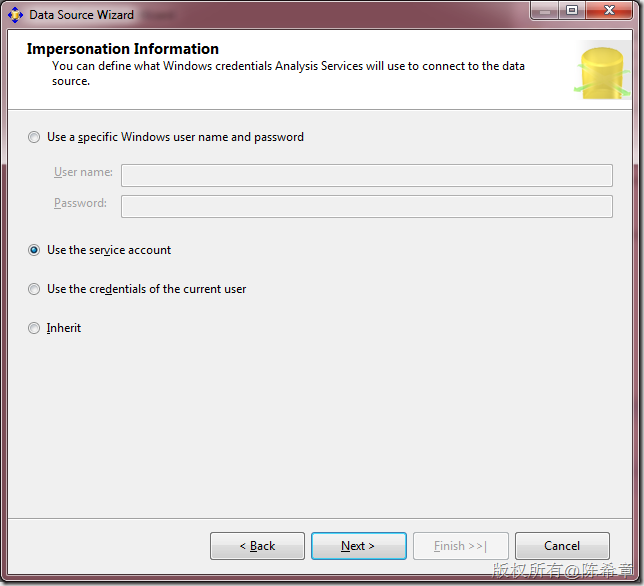 Data Source Wizard
Impersonation Information
You can define what Windows credentials Analysis Services will use to connect to the data
source.
Use a specific Windows user name and password
User name:
Password:
Use the service account
Use the credentials of the current user
Inherit
< Back
Next >
Finish >>|
Cancel
版权所有@陈希章